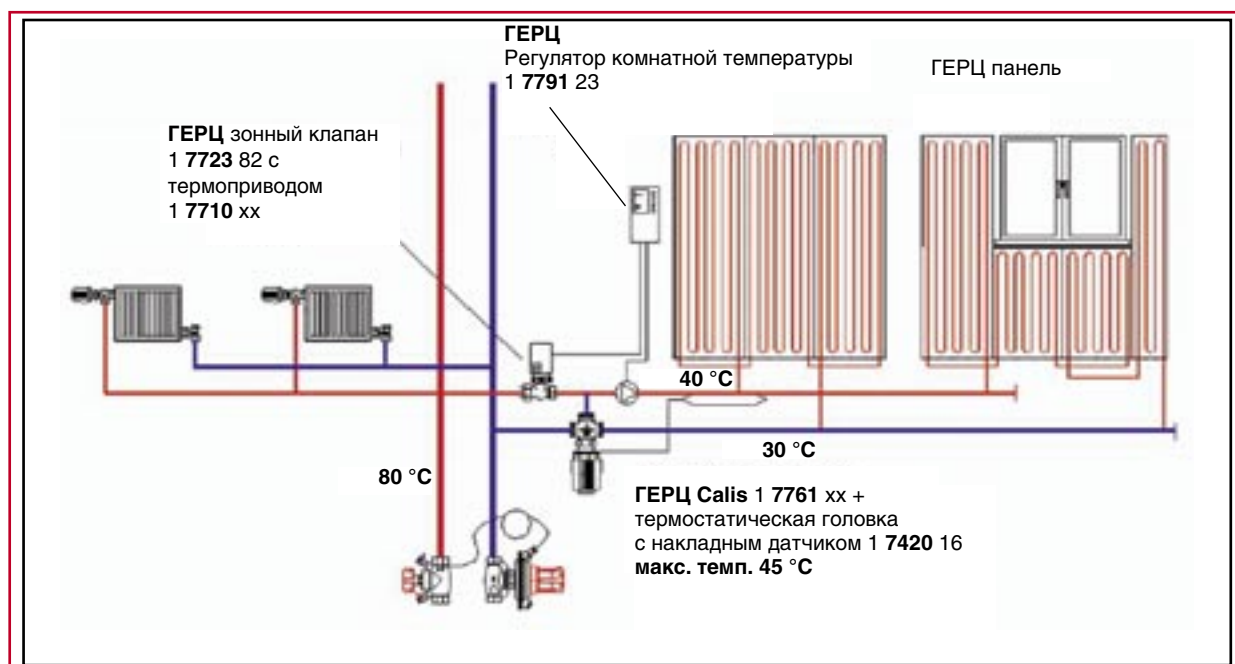 ГЕРЦ
Регулятор комнатной температуры
1 7791 23
ГЕРЦ панель
ГЕРЦ зонный клапан
1 7723 82 с
термоприводом
1 7710 xx
40 °C
30 °C
80 °C
ГЕРЦ Calis 1 7761 xx +
термостатическая головка
с накладным датчиком 1 7420 16
макс. темп. 45 °C